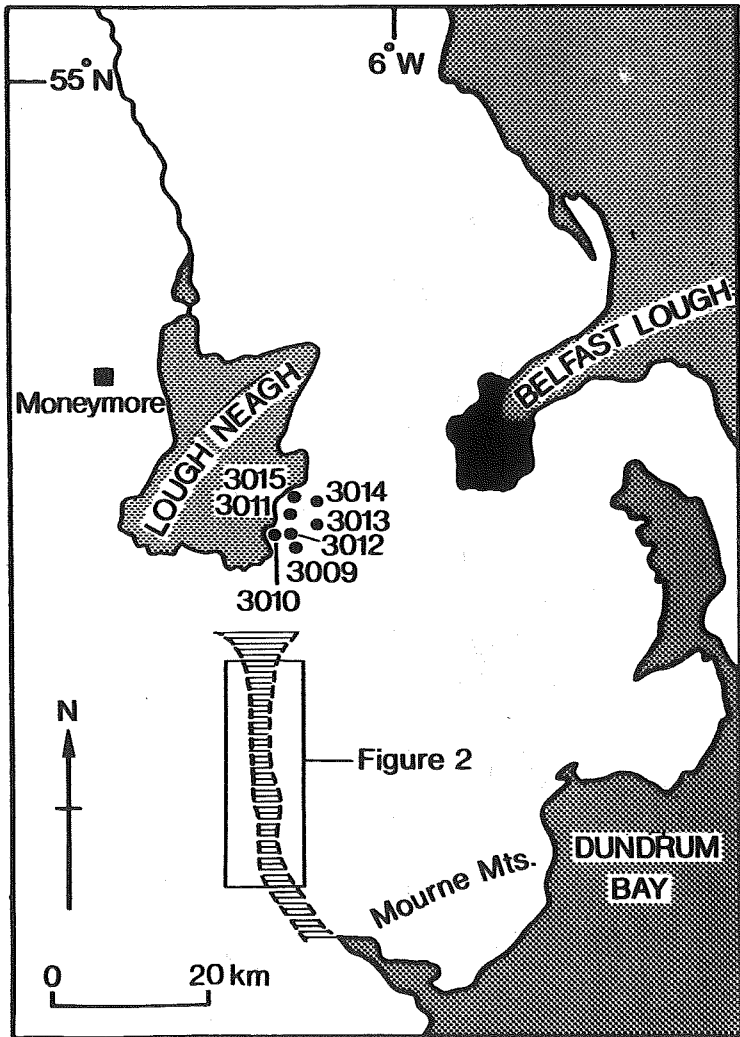 55°N
6°W
BELFAST LOUGH
Moneymore
LOUGH NEAGH
3015
3014
3011
3013
3012
3009
3010
N
Figure 2
Mourne Mts.
DUNDRUM
BAY
0
20 km